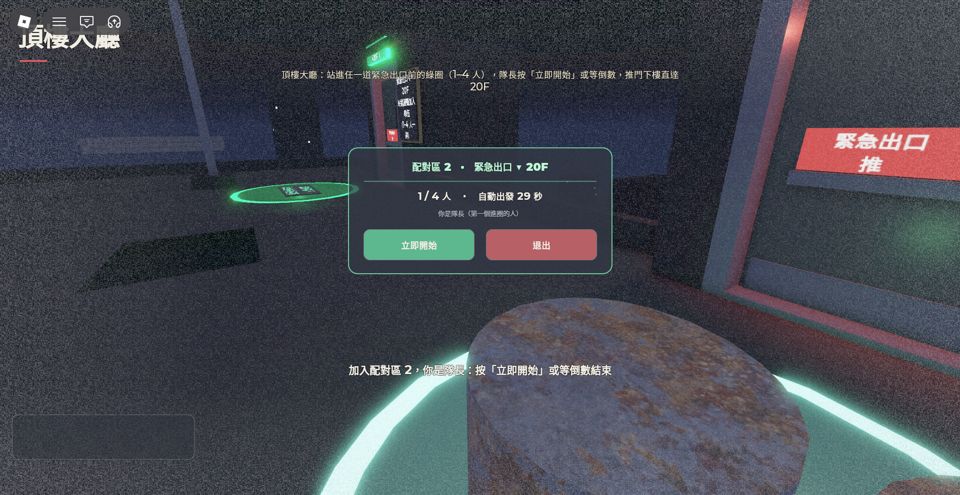 頂樓大廳
頂樓大廳：站進任一道緊急出口前的綠圈（1–4 人），隊長按「立即開始」或等倒數，推門下樓直達
20F
20F
緊急出口
推
配對區 2 • 緊急出口 ▼ 20F
1 / 4 人 • 自動出發 29 秒
你是隊長（第一個進圈的人）
立即開始
退出
加入配對區 2，你是隊長：按「立即開始」或等倒數結束